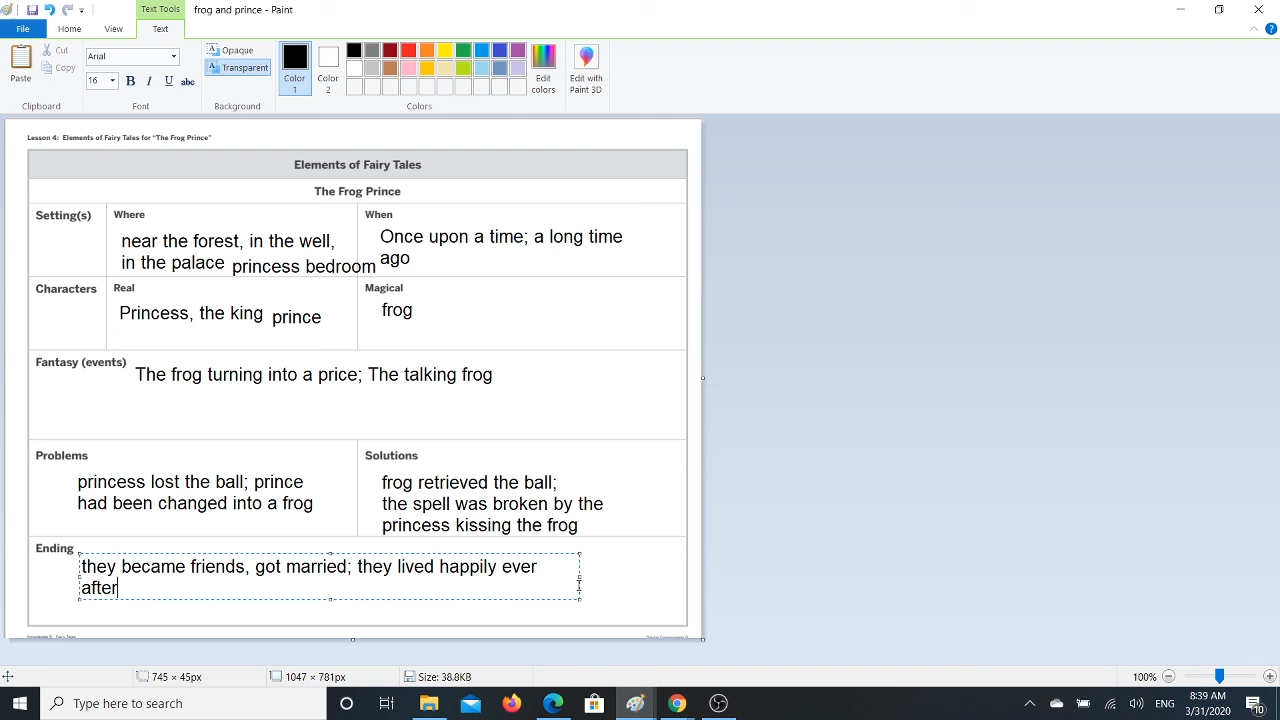 Text Tools
frog and prince - Paint
File
Home
View
Text
Paste
Cut
Copy
Arial
16
B I U abc
Opaque
Transparent
Color 1
Color 2
Edit colors
Edit with Paint 3D
Clipboard
Font
Background
Colors
Lesson 4: Elements of Fairy Tales for "The Frog Prince"
Elements of Fairy Tales
The Frog Prince
Setting(s)
Where
near the forest, in the well,
in the palace princess bedroom
When
Once upon a time; a long time
ago
Characters
Real
Princess, the king prince
Magical
frog
Fantasy (events)
The frog turning into a price; The talking frog
Problems
princess lost the ball; prince
had been changed into a frog
Solutions
frog retrieved the ball;
the spell was broken by the
princess kissing the frog
Ending
they became friends, got married; they lived happily ever
after
745 × 45px
1047 × 781px
Size: 38.8KB
100%
Type here to search
ENG
8:39 AM
3/31/2020